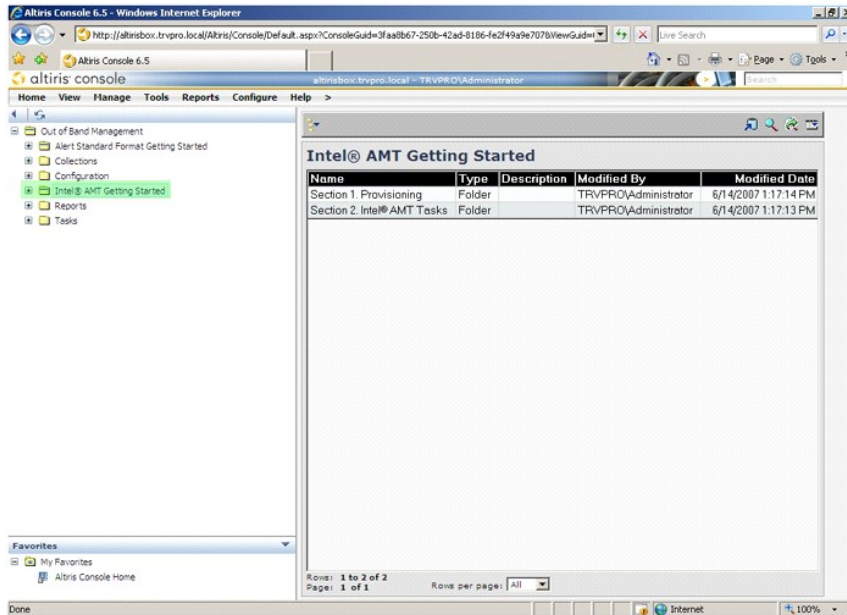 Altiris Console 6.5 - Windows Internet Explorer
http://altirisbox.trvpro.local/Altiris/Console/Default.aspx?ConsoleGuid=3faa8b67-250b-42ad-8186-fe2f49a9e707&ViewGuid=
Live Search
Altiris Console 6.5
Page
Tools
altiris console
altirisbox.trvpro.local - TRVPRO\Administrator
Search
Home View Manage Tools Reports Configure Help >
Out of Band Management
Alert Standard Format Getting Started
Collections
Configuration
Intel® AMT Getting Started
Reports
Tasks
Intel® AMT Getting Started
Name Type Description Modified By Modified Date
Section 1. Provisioning Folder TRVPRO\Administrator 6/14/2007 1:17:14 PM
Section 2. Intel® AMT Tasks Folder TRVPRO\Administrator 6/14/2007 1:17:13 PM
Favorites
My Favorites
Altiris Console Home
Rows: 1 to 2 of 2
Page: 1 of 1
Rows per page: All
Done
Internet
100%